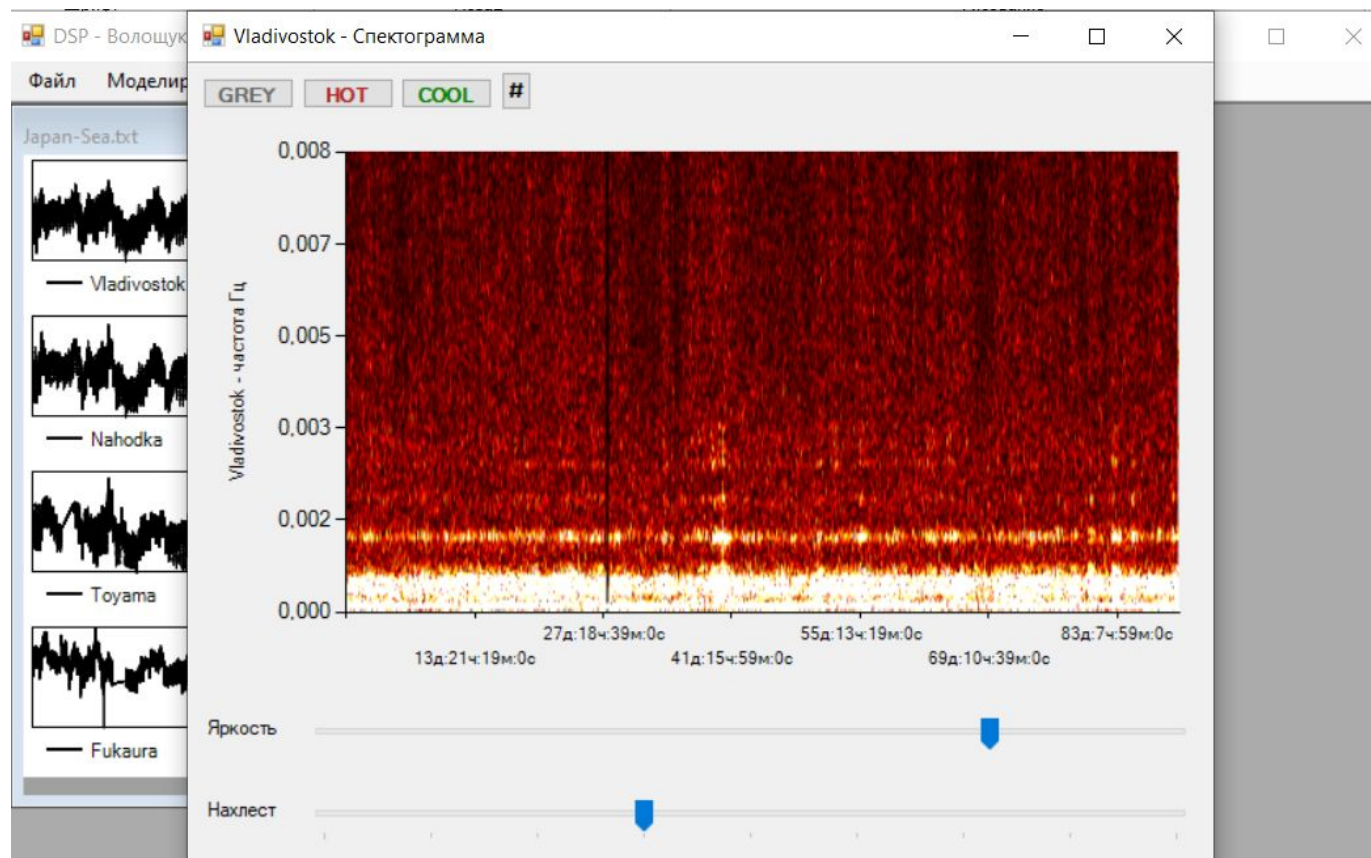 DSP - Волощук
Vladivostok - Спектограмма
Файл Моделир
GREY HOT COOL #
Japan-Sea.txt
Vladivostok
Nahodka
Toyama
Fukaura
Vladivostok - частота Гц
0,008
0,007
0,005
0,003
0,002
0,000
27д:18ч:39м:0с 55д:13ч:19м:0с 83д:7ч:59м:0с
13д:21ч:19м:0с 41д:15ч:59м:0с 69д:10ч:39м:0с
Яркость
Нахлест